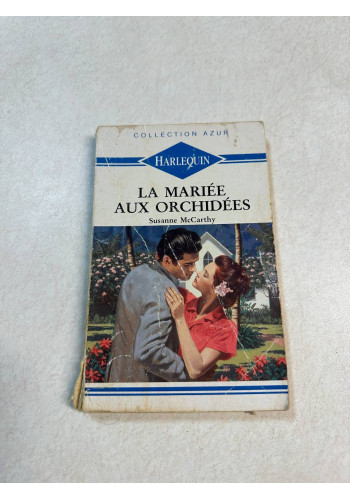 COLLECTION AZUR
HARLEQUIN
LA MARIÉE
AUX ORCHIDÉES
Susanne McCarthy